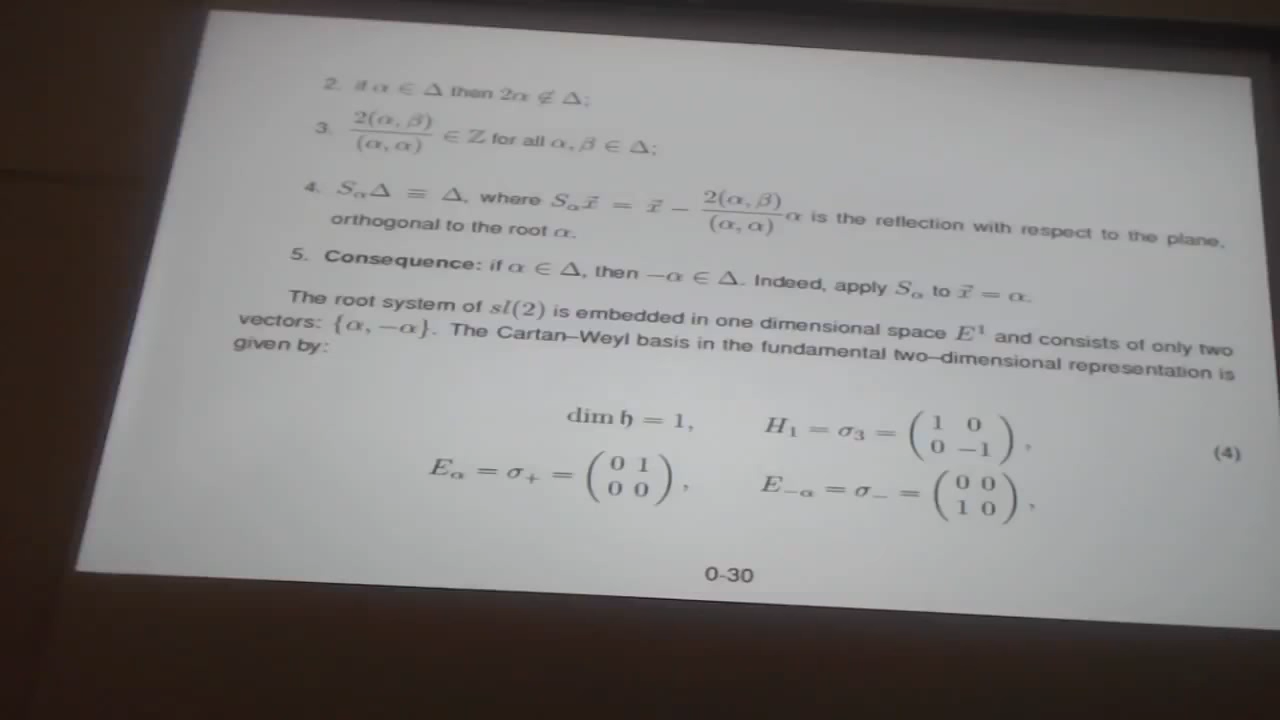 2. if α ∈ Δ then 2α ∉ Δ;
3. 2(α, β)/(α, α) ∈ ℤ for all α, β ∈ Δ;
4. S_αΔ = Δ, where S_α x⃗ = x⃗ − 2(α, β)/(α, α) α is the reflection with respect to the plane,
orthogonal to the root α.
5. Consequence: if α ∈ Δ, then −α ∈ Δ. Indeed, apply S_α to x⃗ = α.
The root system of sl(2) is embedded in one dimensional space E¹ and consists of only two
vectors: {α, −α}. The Cartan–Weyl basis in the fundamental two–dimensional representation is
given by:
dim 𝔥 = 1, H₁ = σ₃ = (1 0 / 0 −1), (4)
E_α = σ₊ = (0 1 / 0 0), E_−α = σ₋ = (0 0 / 1 0),
0-30